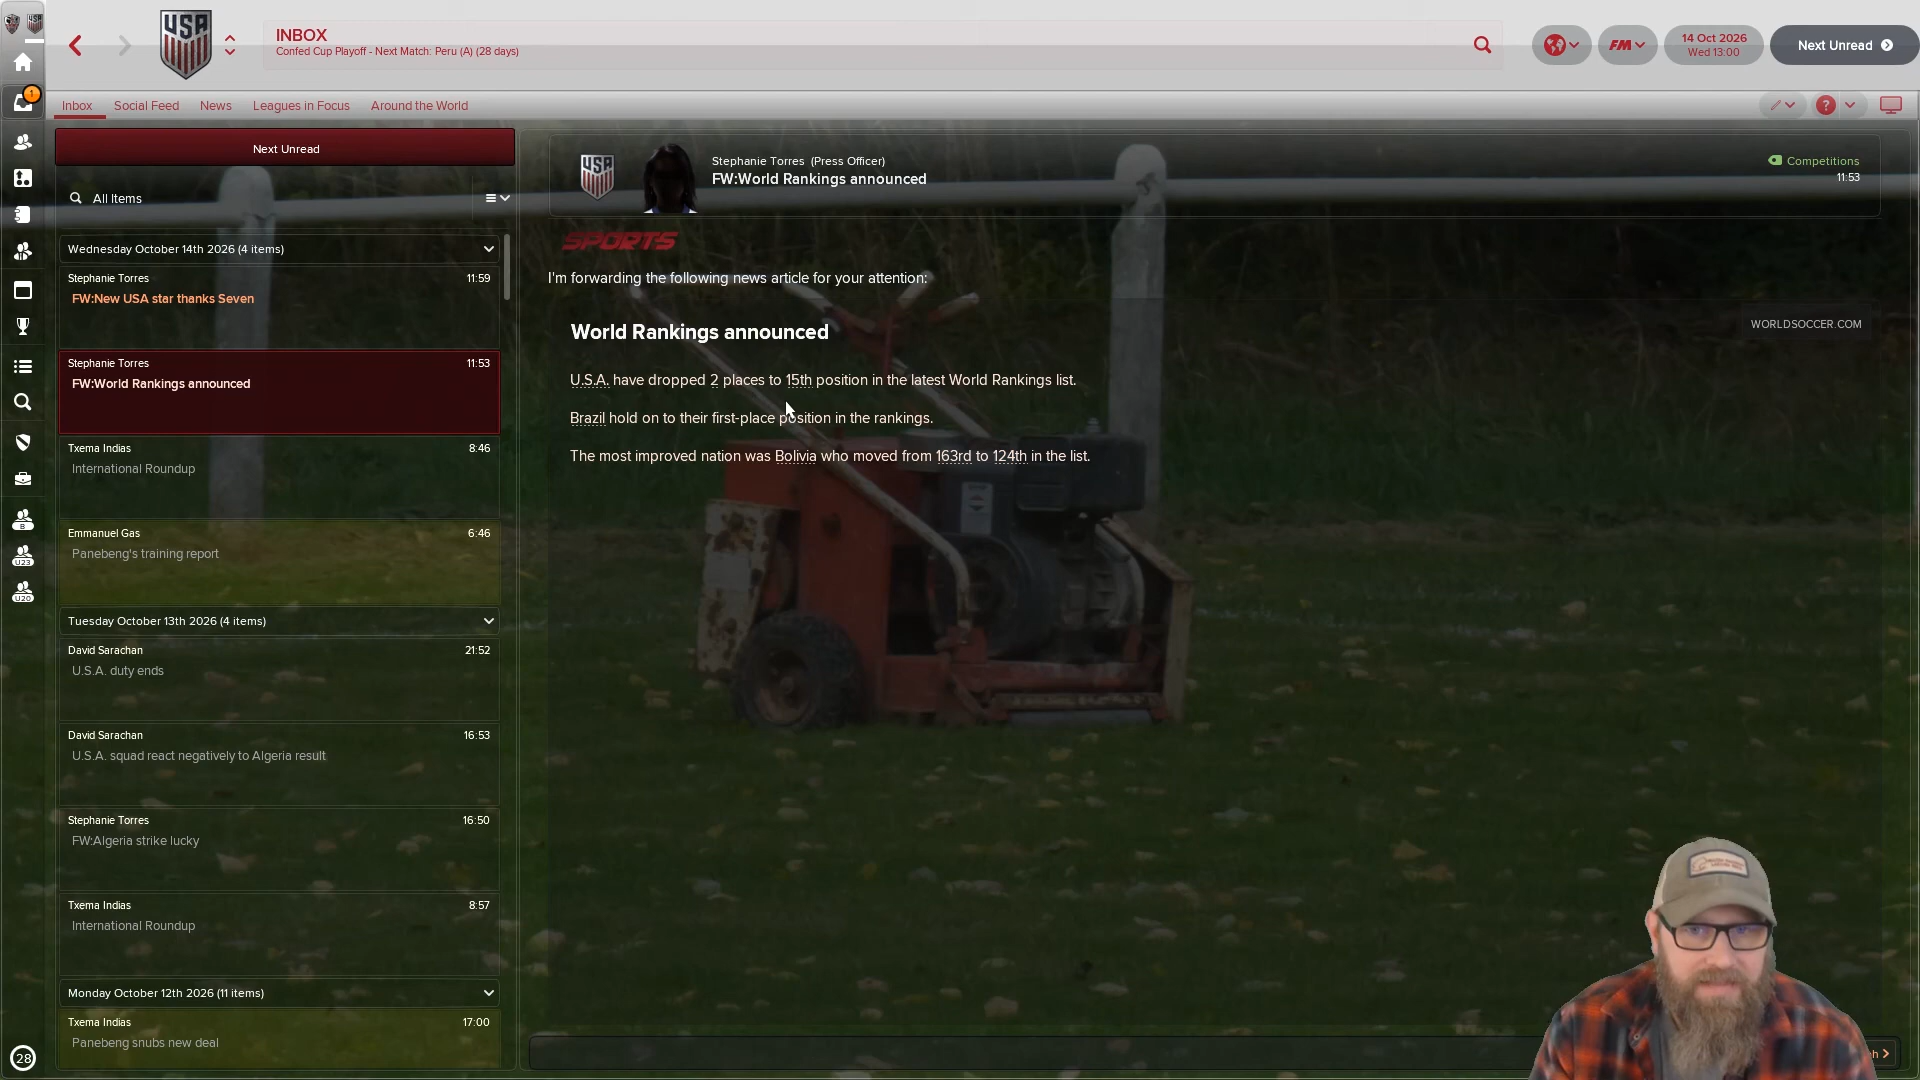 USA
INBOX
Confed Cup Playoff - Next Match: Peru (A) (28 days)
FM
14 Oct 2026
Wed 13:00
Next Unread
1
Inbox
Social Feed
News
Leagues in Focus
Around the World
?
Next Unread
All Items
Wednesday October 14th 2026 (4 items)
Stephanie Torres 11:59
FW:New USA star thanks Seven
Stephanie Torres 11:53
FW:World Rankings announced
Txema Indias 8:46
International Roundup
Emmanuel Gas 6:46
Panebeng's training report
Tuesday October 13th 2026 (4 items)
David Sarachan 21:52
U.S.A. duty ends
David Sarachan 16:53
U.S.A. squad react negatively to Algeria result
Stephanie Torres 16:50
FW:Algeria strike lucky
Txema Indias 8:57
International Roundup
Monday October 12th 2026 (11 items)
Txema Indias 17:00
Panebeng snubs new deal
B
U23
U20
28
USA
Stephanie Torres (Press Officer)
FW:World Rankings announced
Competitions
11:53
SPORTS
I'm forwarding the following news article for your attention:
World Rankings announced
WORLDSOCCER.COM
U.S.A. have dropped 2 places to 15th position in the latest World Rankings list.
Brazil hold on to their first-place position in the rankings.
The most improved nation was Bolivia who moved from 163rd to 124th in the list.